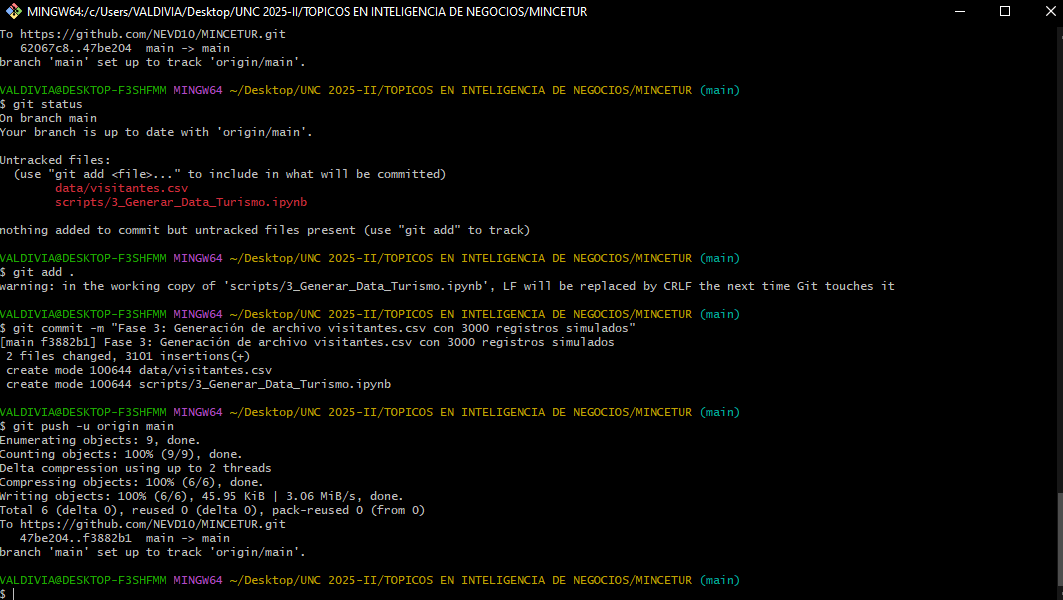 MINGW64:/c/Users/VALDIVIA/Desktop/UNC 2025-II/TOPICOS EN INTELIGENCIA DE NEGOCIOS/MINCETUR
To https://github.com/NEVD10/MINCETUR.git
   62067c8..47be204  main -> main
branch 'main' set up to track 'origin/main'.
VALDIVIA@DESKTOP-F3SHFMM MINGW64 ~/Desktop/UNC 2025-II/TOPICOS EN INTELIGENCIA DE NEGOCIOS/MINCETUR (main)
$ git status
On branch main
Your branch is up to date with 'origin/main'.
Untracked files:
  (use "git add <file>..." to include in what will be committed)
        data/visitantes.csv
        scripts/3_Generar_Data_Turismo.ipynb
nothing added to commit but untracked files present (use "git add" to track)
VALDIVIA@DESKTOP-F3SHFMM MINGW64 ~/Desktop/UNC 2025-II/TOPICOS EN INTELIGENCIA DE NEGOCIOS/MINCETUR (main)
$ git add .
warning: in the working copy of 'scripts/3_Generar_Data_Turismo.ipynb', LF will be replaced by CRLF the next time Git touches it
VALDIVIA@DESKTOP-F3SHFMM MINGW64 ~/Desktop/UNC 2025-II/TOPICOS EN INTELIGENCIA DE NEGOCIOS/MINCETUR (main)
$ git commit -m "Fase 3: Generación de archivo visitantes.csv con 3000 registros simulados"
[main f3882b1] Fase 3: Generación de archivo visitantes.csv con 3000 registros simulados
 2 files changed, 3101 insertions(+)
 create mode 100644 data/visitantes.csv
 create mode 100644 scripts/3_Generar_Data_Turismo.ipynb
VALDIVIA@DESKTOP-F3SHFMM MINGW64 ~/Desktop/UNC 2025-II/TOPICOS EN INTELIGENCIA DE NEGOCIOS/MINCETUR (main)
$ git push -u origin main
Enumerating objects: 9, done.
Counting objects: 100% (9/9), done.
Delta compression using up to 2 threads
Compressing objects: 100% (6/6), done.
Writing objects: 100% (6/6), 45.95 KiB | 3.06 MiB/s, done.
Total 6 (delta 0), reused 0 (delta 0), pack-reused 0 (from 0)
To https://github.com/NEVD10/MINCETUR.git
   47be204..f3882b1  main -> main
branch 'main' set up to track 'origin/main'.
VALDIVIA@DESKTOP-F3SHFMM MINGW64 ~/Desktop/UNC 2025-II/TOPICOS EN INTELIGENCIA DE NEGOCIOS/MINCETUR (main)
$